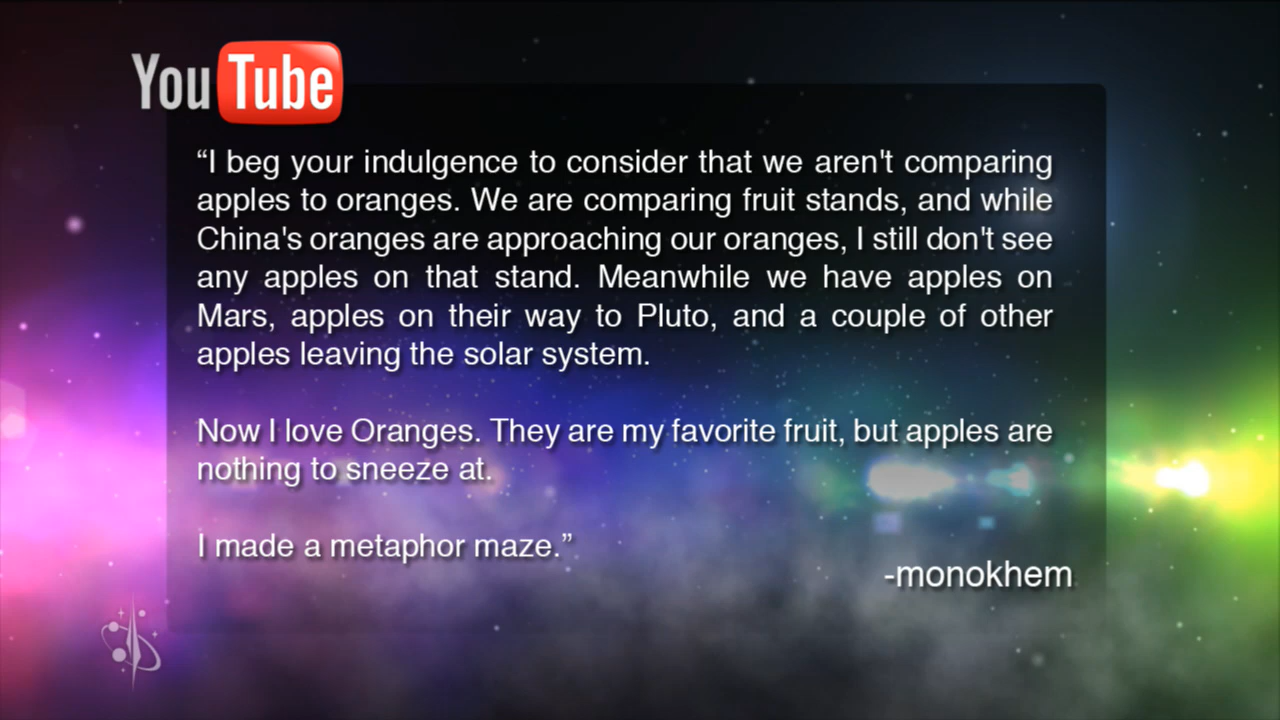 YouTube
“I beg your indulgence to consider that we aren't comparing
apples to oranges. We are comparing fruit stands, and while
China's oranges are approaching our oranges, I still don't see
any apples on that stand. Meanwhile we have apples on
Mars, apples on their way to Pluto, and a couple of other
apples leaving the solar system.
Now I love Oranges. They are my favorite fruit, but apples are
nothing to sneeze at.
I made a metaphor maze.”
-monokhem